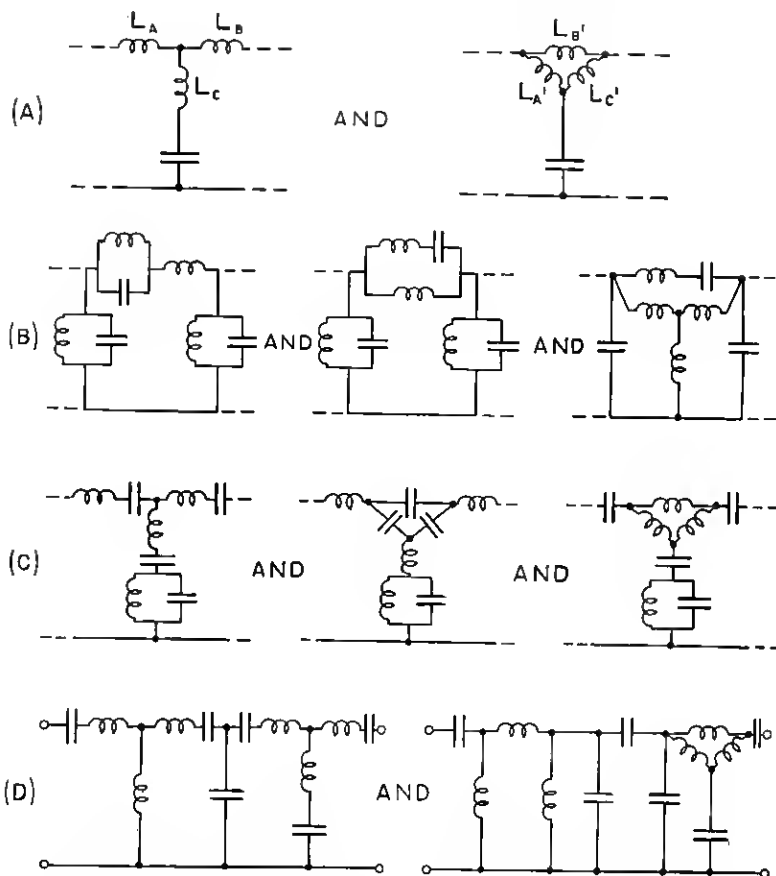 L_A L_B L_B'
L_C L_A' L_C'
(A) AND
(B) AND AND
(C) AND AND
(D) AND